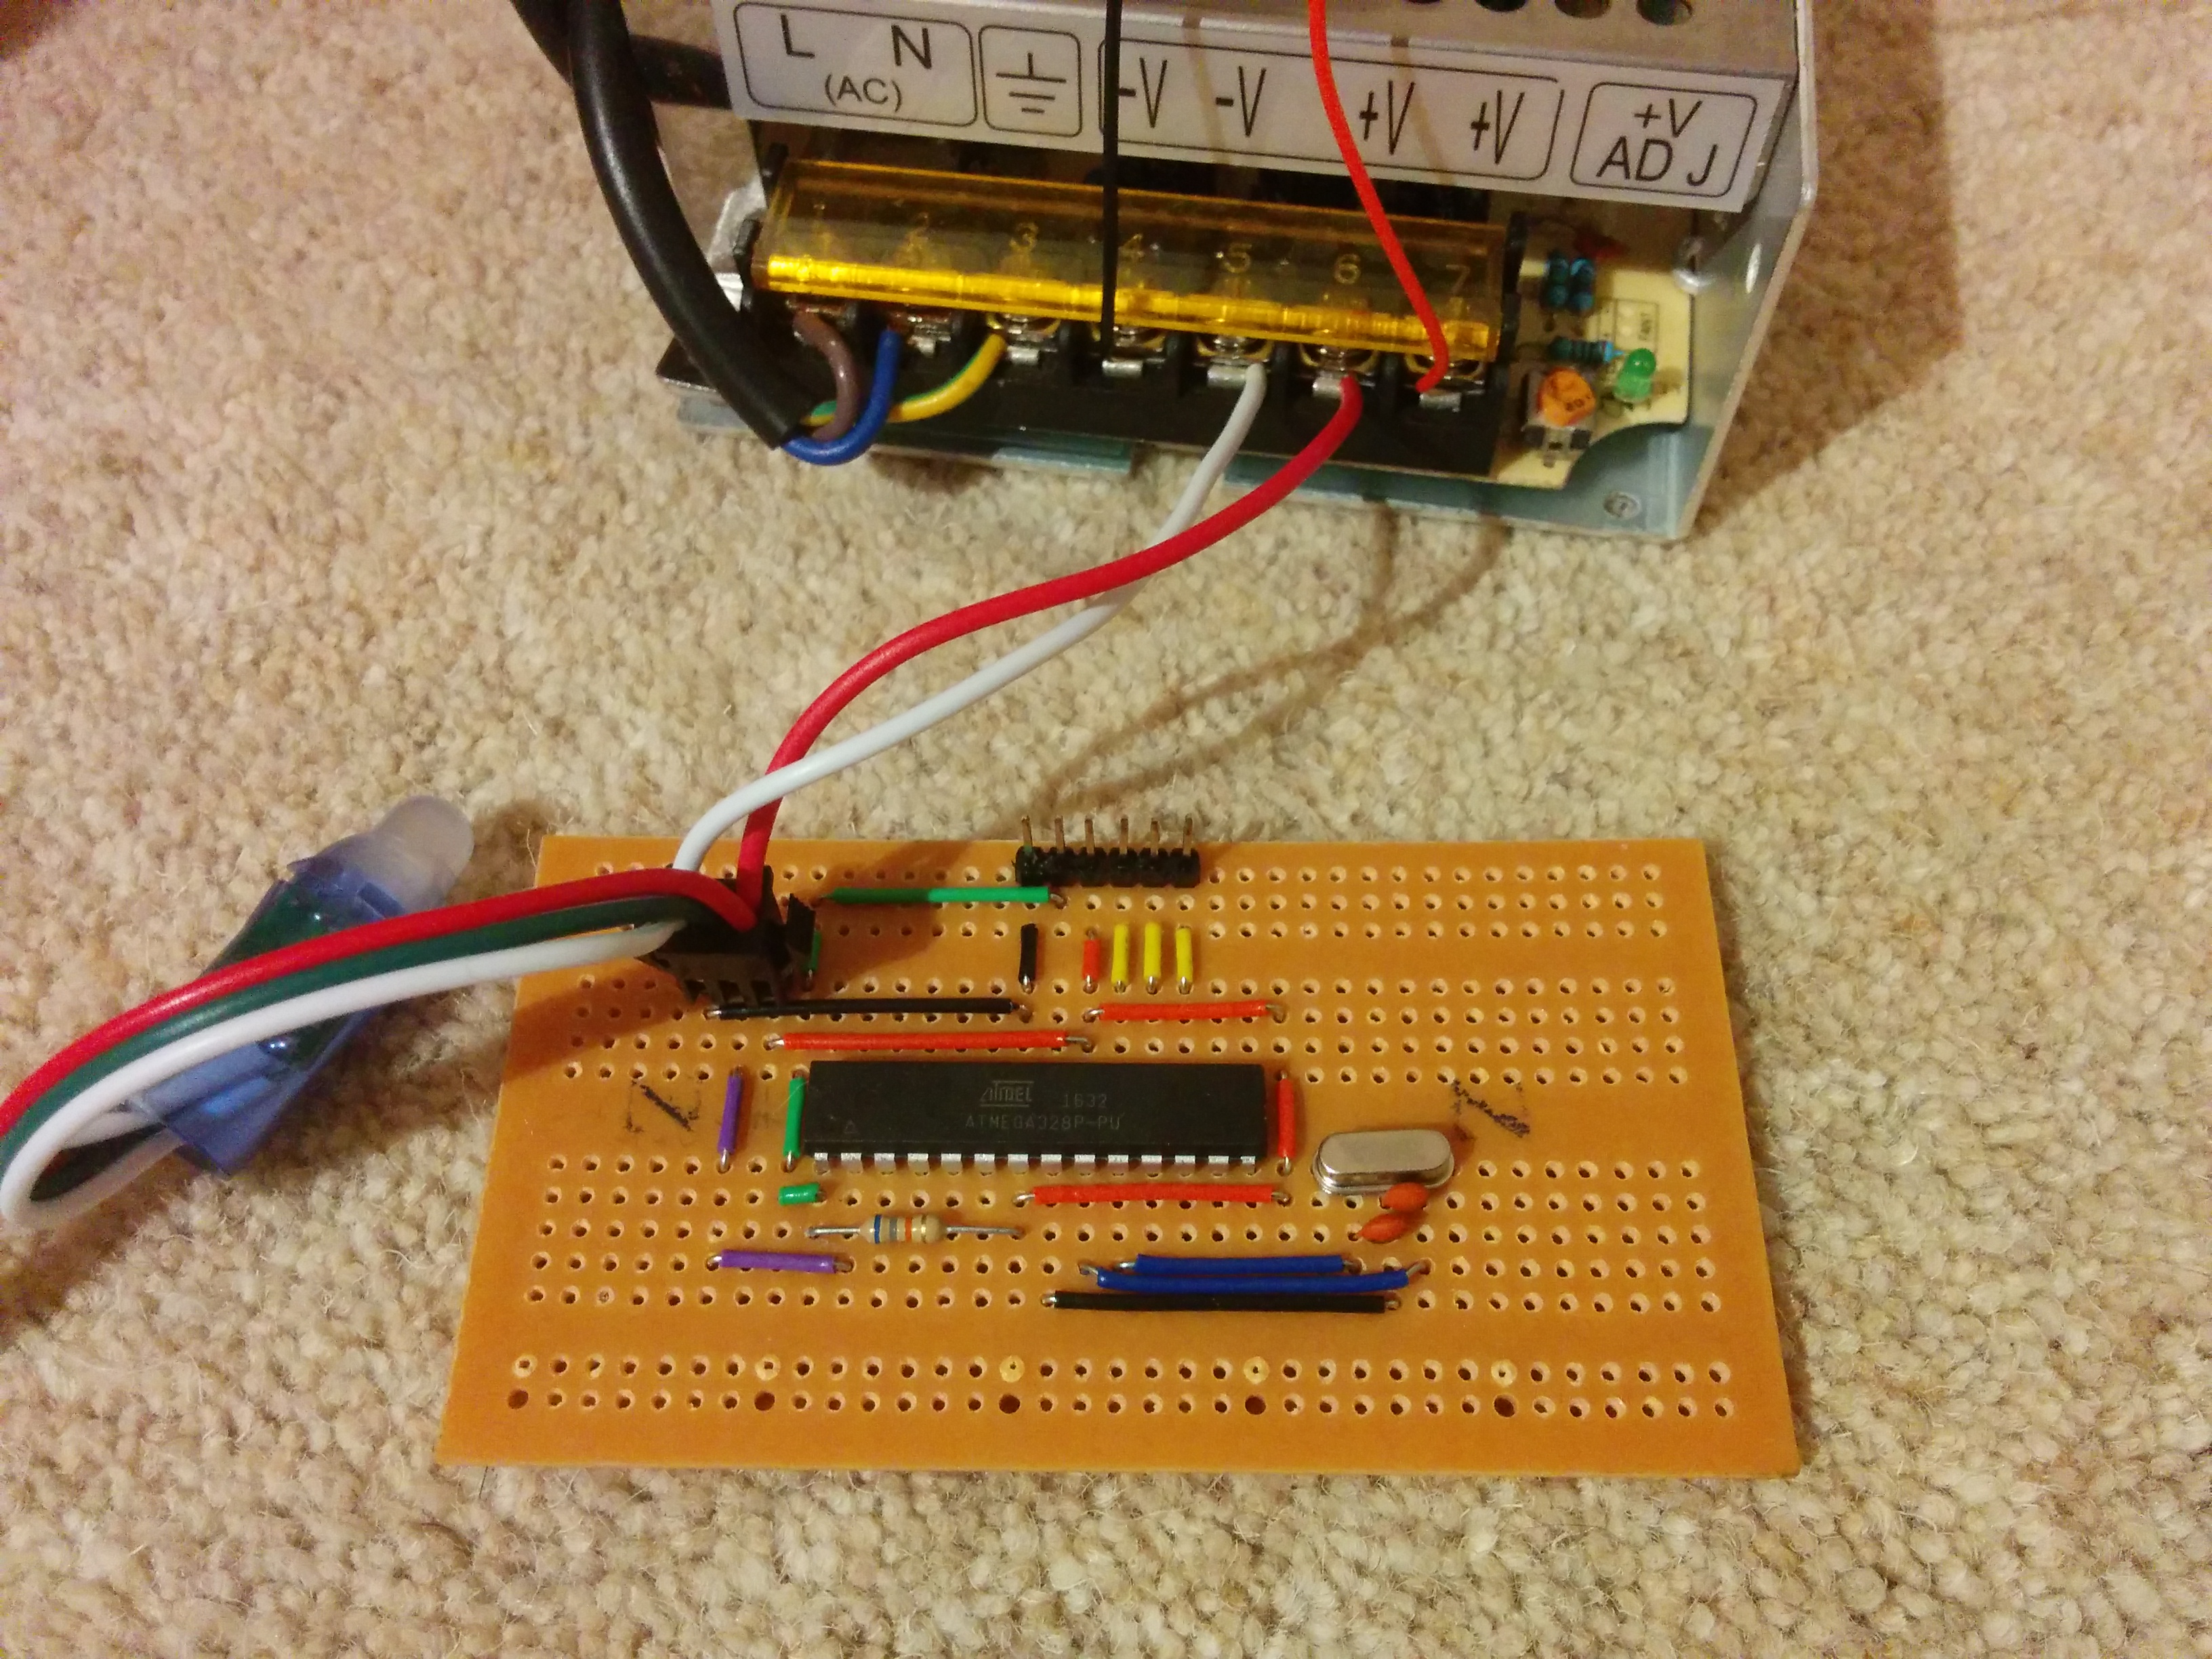 L N
(AC)
-V -V +V +V
+V
ADJ
1 2 3 4 5 6 7
ATMEL 1632
ATMEGA328P-PU